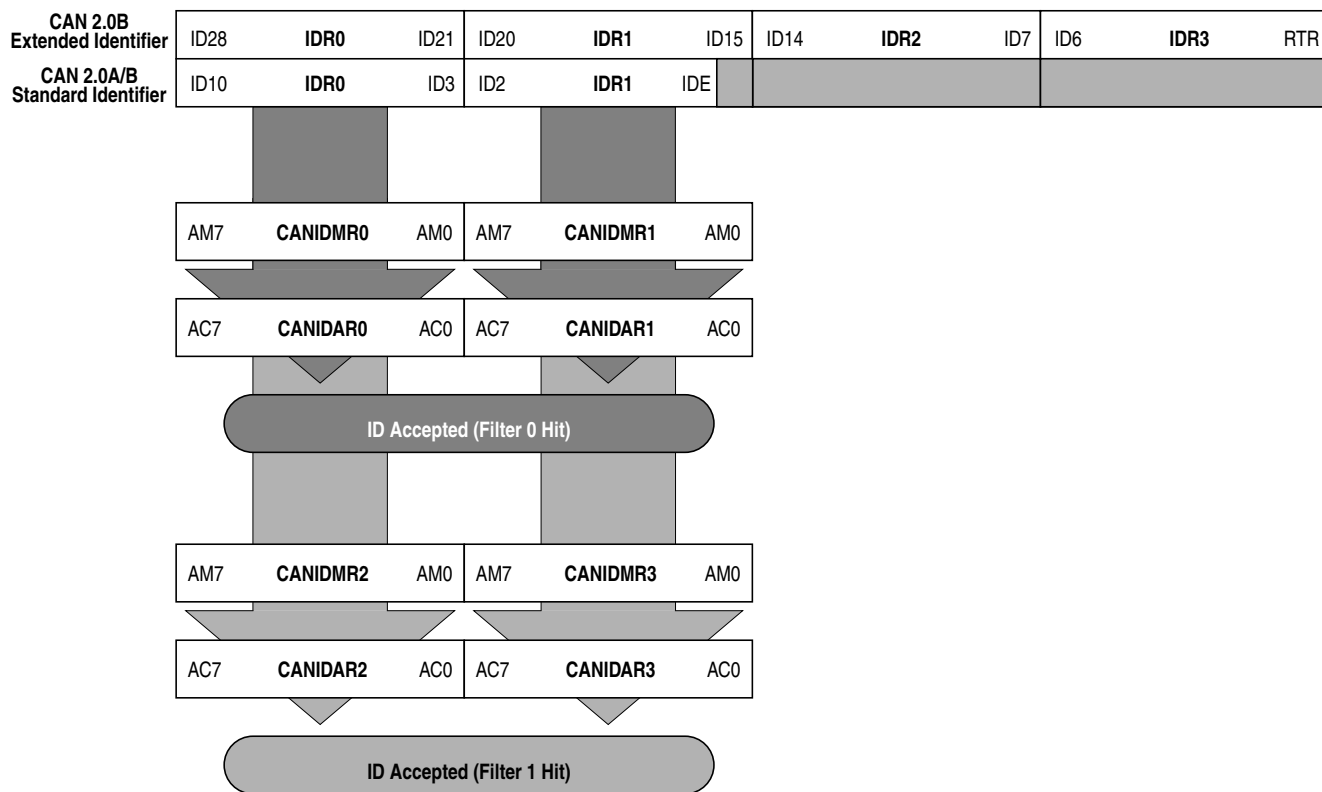 CAN 2.0B
Extended Identifier
ID28 IDR0 ID21 ID20 IDR1 ID15 ID14 IDR2 ID7 ID6 IDR3 RTR
CAN 2.0A/B
Standard Identifier
ID10 IDR0 ID3 ID2 IDR1 IDE
AM7 CANIDMR0 AM0 AM7 CANIDMR1 AM0
AC7 CANIDAR0 AC0 AC7 CANIDAR1 AC0
ID Accepted (Filter 0 Hit)
AM7 CANIDMR2 AM0 AM7 CANIDMR3 AM0
AC7 CANIDAR2 AC0 AC7 CANIDAR3 AC0
ID Accepted (Filter 1 Hit)